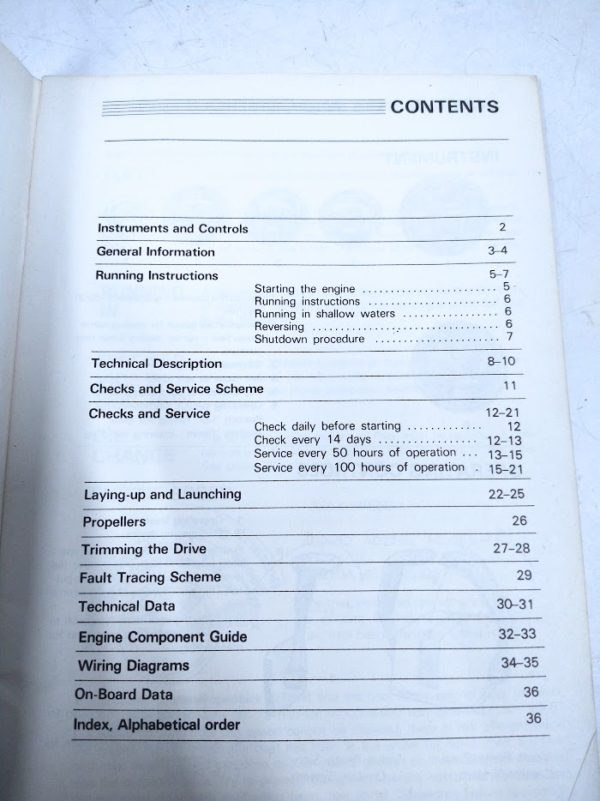 CONTENTS
Instruments and Controls 2
General Information 3–4
Running Instructions 5–7
Starting the engine ........................ 5
Running instructions ....................... 6
Running in shallow waters .................. 6
Reversing .................................. 6
Shutdown procedure ......................... 7
Technical Description 8–10
Checks and Service Scheme 11
Checks and Service 12–21
Check daily before starting ............. 12
Check every 14 days ................. 12–13
Service every 50 hours of operation ... 13–15
Service every 100 hours of operation . 15–21
Laying-up and Launching 22–25
Propellers 26
Trimming the Drive 27–28
Fault Tracing Scheme 29
Technical Data 30–31
Engine Component Guide 32–33
Wiring Diagrams 34–35
On-Board Data 36
Index, Alphabetical order 36